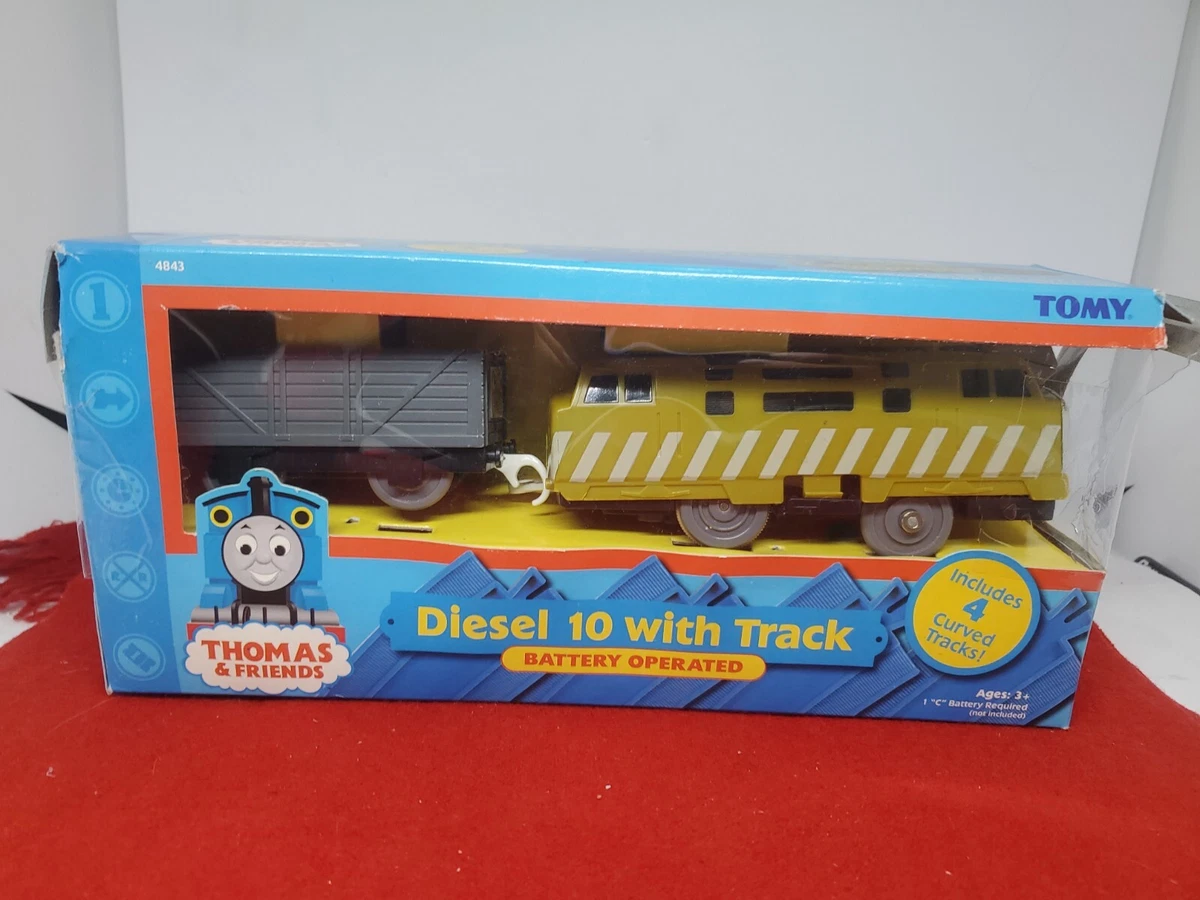 4843
TOMY
1
THOMAS
& FRIENDS
Diesel 10 with Track
BATTERY OPERATED
Includes
4
Curved
Tracks!
Ages: 3+
1 "C" Battery Required
(not included)